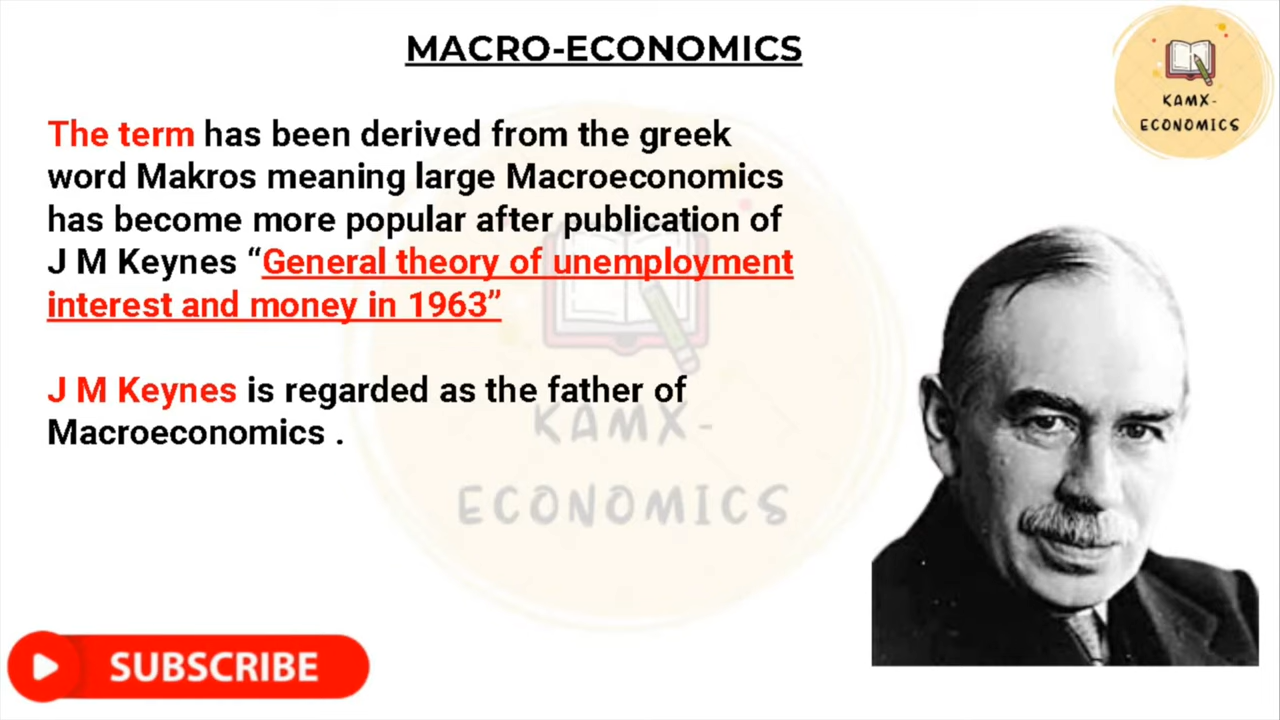 MACRO-ECONOMICS
KAMX-
ECONOMICS
The term has been derived from the greek
word Makros meaning large Macroeconomics
has become more popular after publication of
J M Keynes “General theory of unemployment
interest and money in 1963”
J M Keynes is regarded as the father of
Macroeconomics .
KAMX-
ECONOMICS
SUBSCRIBE